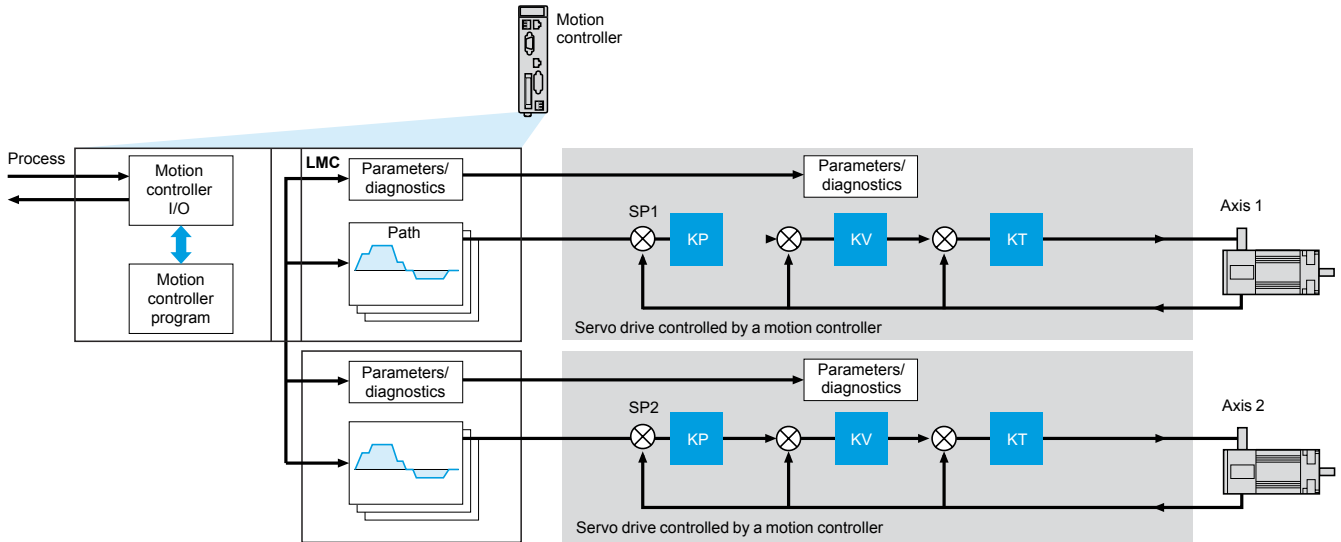 Motion
controller
Process
Motion
controller
I/O
Motion
controller
program
LMC
Parameters/
diagnostics
Path
Parameters/
diagnostics
SP1
KP
KV
KT
Axis 1
Servo drive controlled by a motion controller
Parameters/
diagnostics
Parameters/
diagnostics
SP2
KP
KV
KT
Axis 2
Servo drive controlled by a motion controller